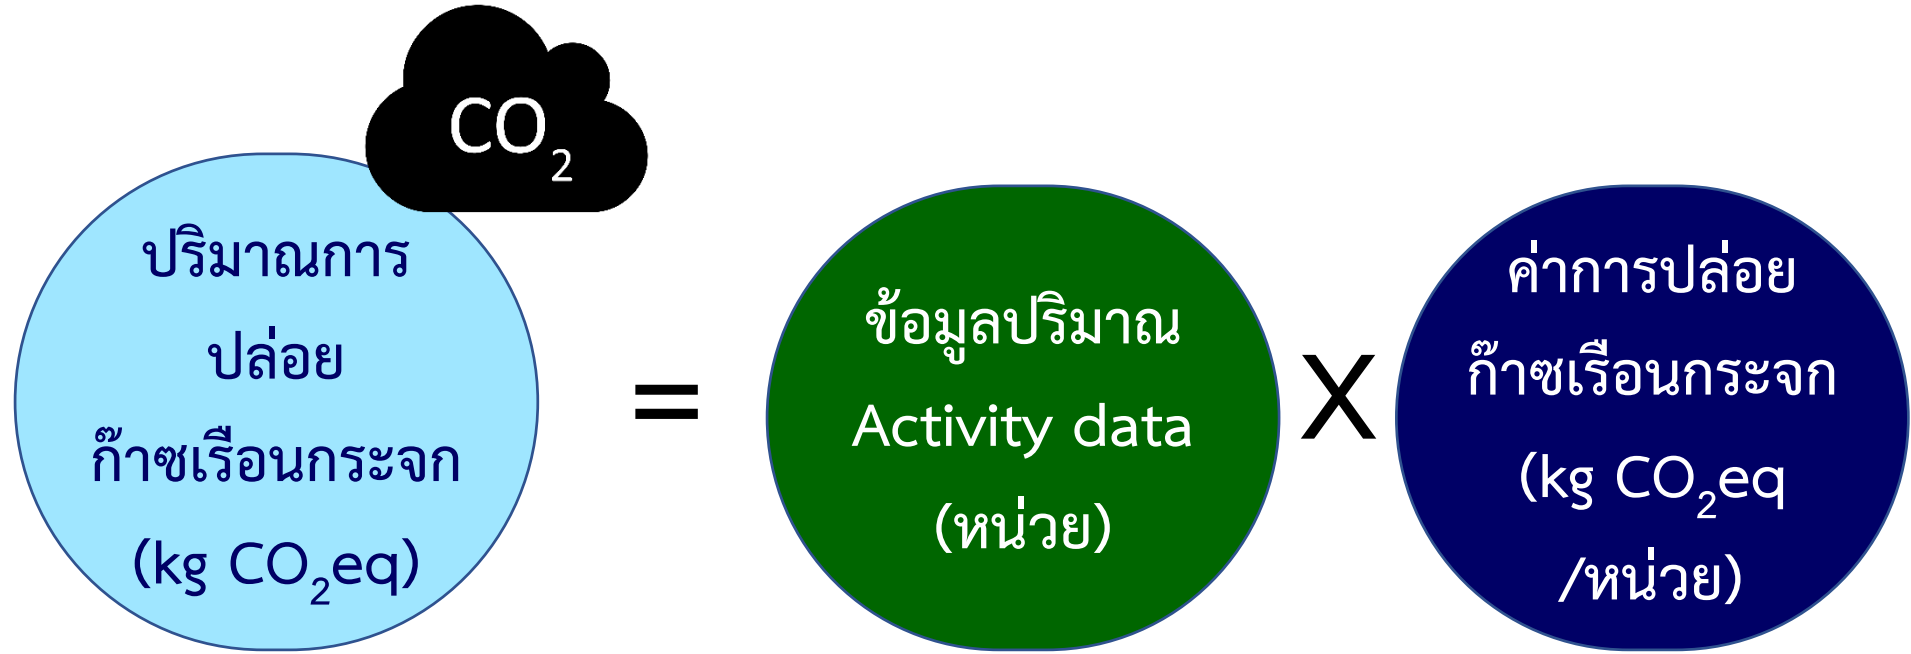 CO₂
ปริมาณการ
ปล่อย
ก๊าซเรือนกระจก
(kg CO₂eq)
=
ข้อมูลปริมาณ
Activity data
(หน่วย)
X
ค่าการปล่อย
ก๊าซเรือนกระจก
(kg CO₂eq
/หน่วย)